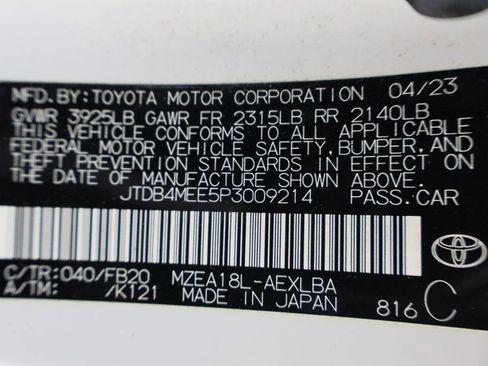 MFD.BY:TOYOTA MOTOR CORPORATION 04/23
GVWR 3925LB GAWR FR 2315LB RR 2140LB
THIS VEHICLE CONFORMS TO ALL APPLICABLE
FEDERAL MOTOR VEHICLE SAFETY,BUMPER,AND
THEFT PREVENTION STANDARDS IN EFFECT ON
THE DATE OF MANUFACTURE SHOWN ABOVE.
JTDB4MEE5P3009214 PASS.CAR
C/TR:040/FB20 MZEA18L-AEXLBA
A/TM: /K121 MADE IN JAPAN 816 C